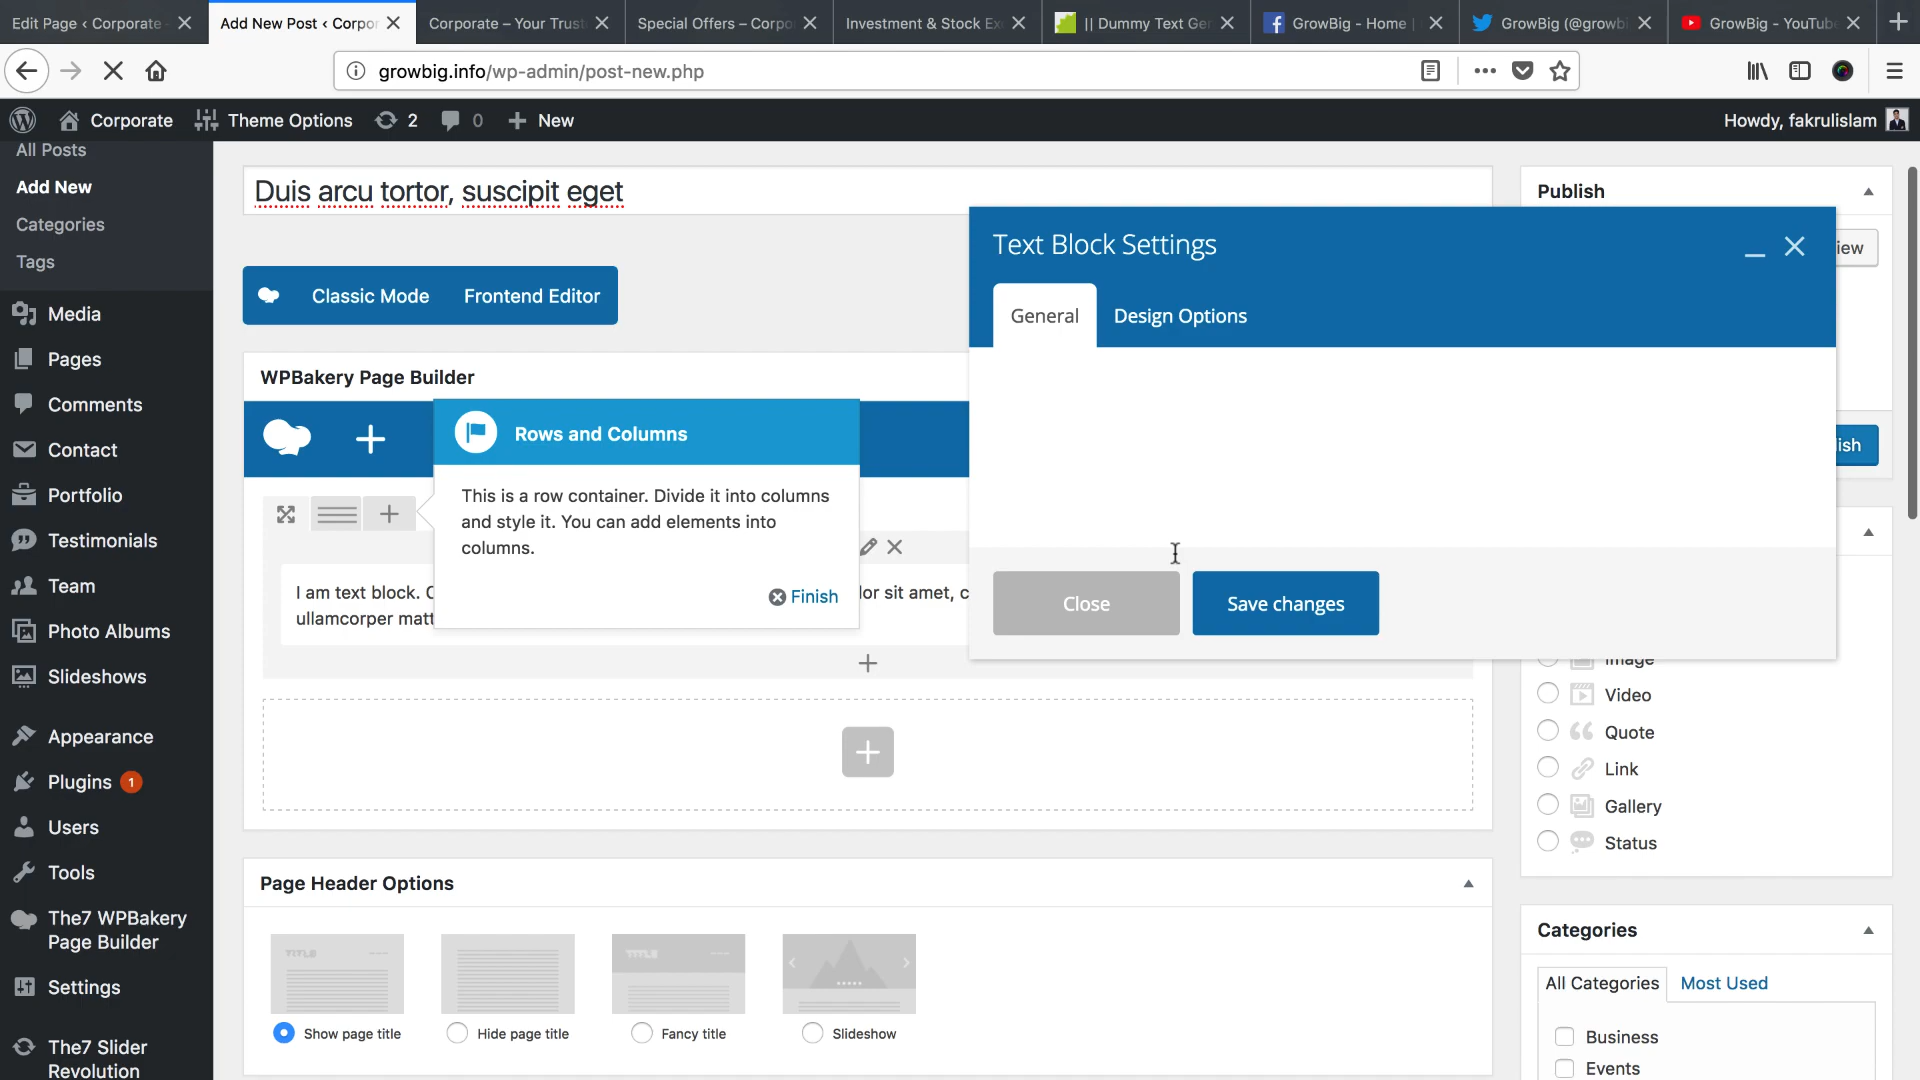 Edit Page ‹ Corporate
Add New Post ‹ Corpor
Corporate – Your Trust
Special Offers – Corpo
Investment & Stock Ex
|| Dummy Text Ger
GrowBig - Home |
GrowBig (@growbi
GrowBig - YouTube
growbig.info/wp-admin/post-new.php
Corporate
Theme Options
2
0
New
Howdy, fakrulislam
All Posts
Add New
Categories
Tags
Media
Pages
Comments
Contact
Portfolio
Testimonials
Team
Photo Albums
Slideshows
Appearance
Plugins 1
Users
Tools
The7 WPBakery
Page Builder
Settings
The7 Slider
Revolution
Duis arcu tortor, suscipit eget
Classic Mode
Frontend Editor
WPBakery Page Builder
Rows and Columns
This is a row container. Divide it into columns
and style it. You can add elements into
columns.
Finish
I am text block. C
lor sit amet, c
ullamcorper matt
Text Block Settings
General
Design Options
Close
Save changes
Page Header Options
TITLE
TITLE
Show page title
Hide page title
Fancy title
Slideshow
Publish
iew
ish
Image
Video
Quote
Link
Gallery
Status
Categories
All Categories
Most Used
Business
Events